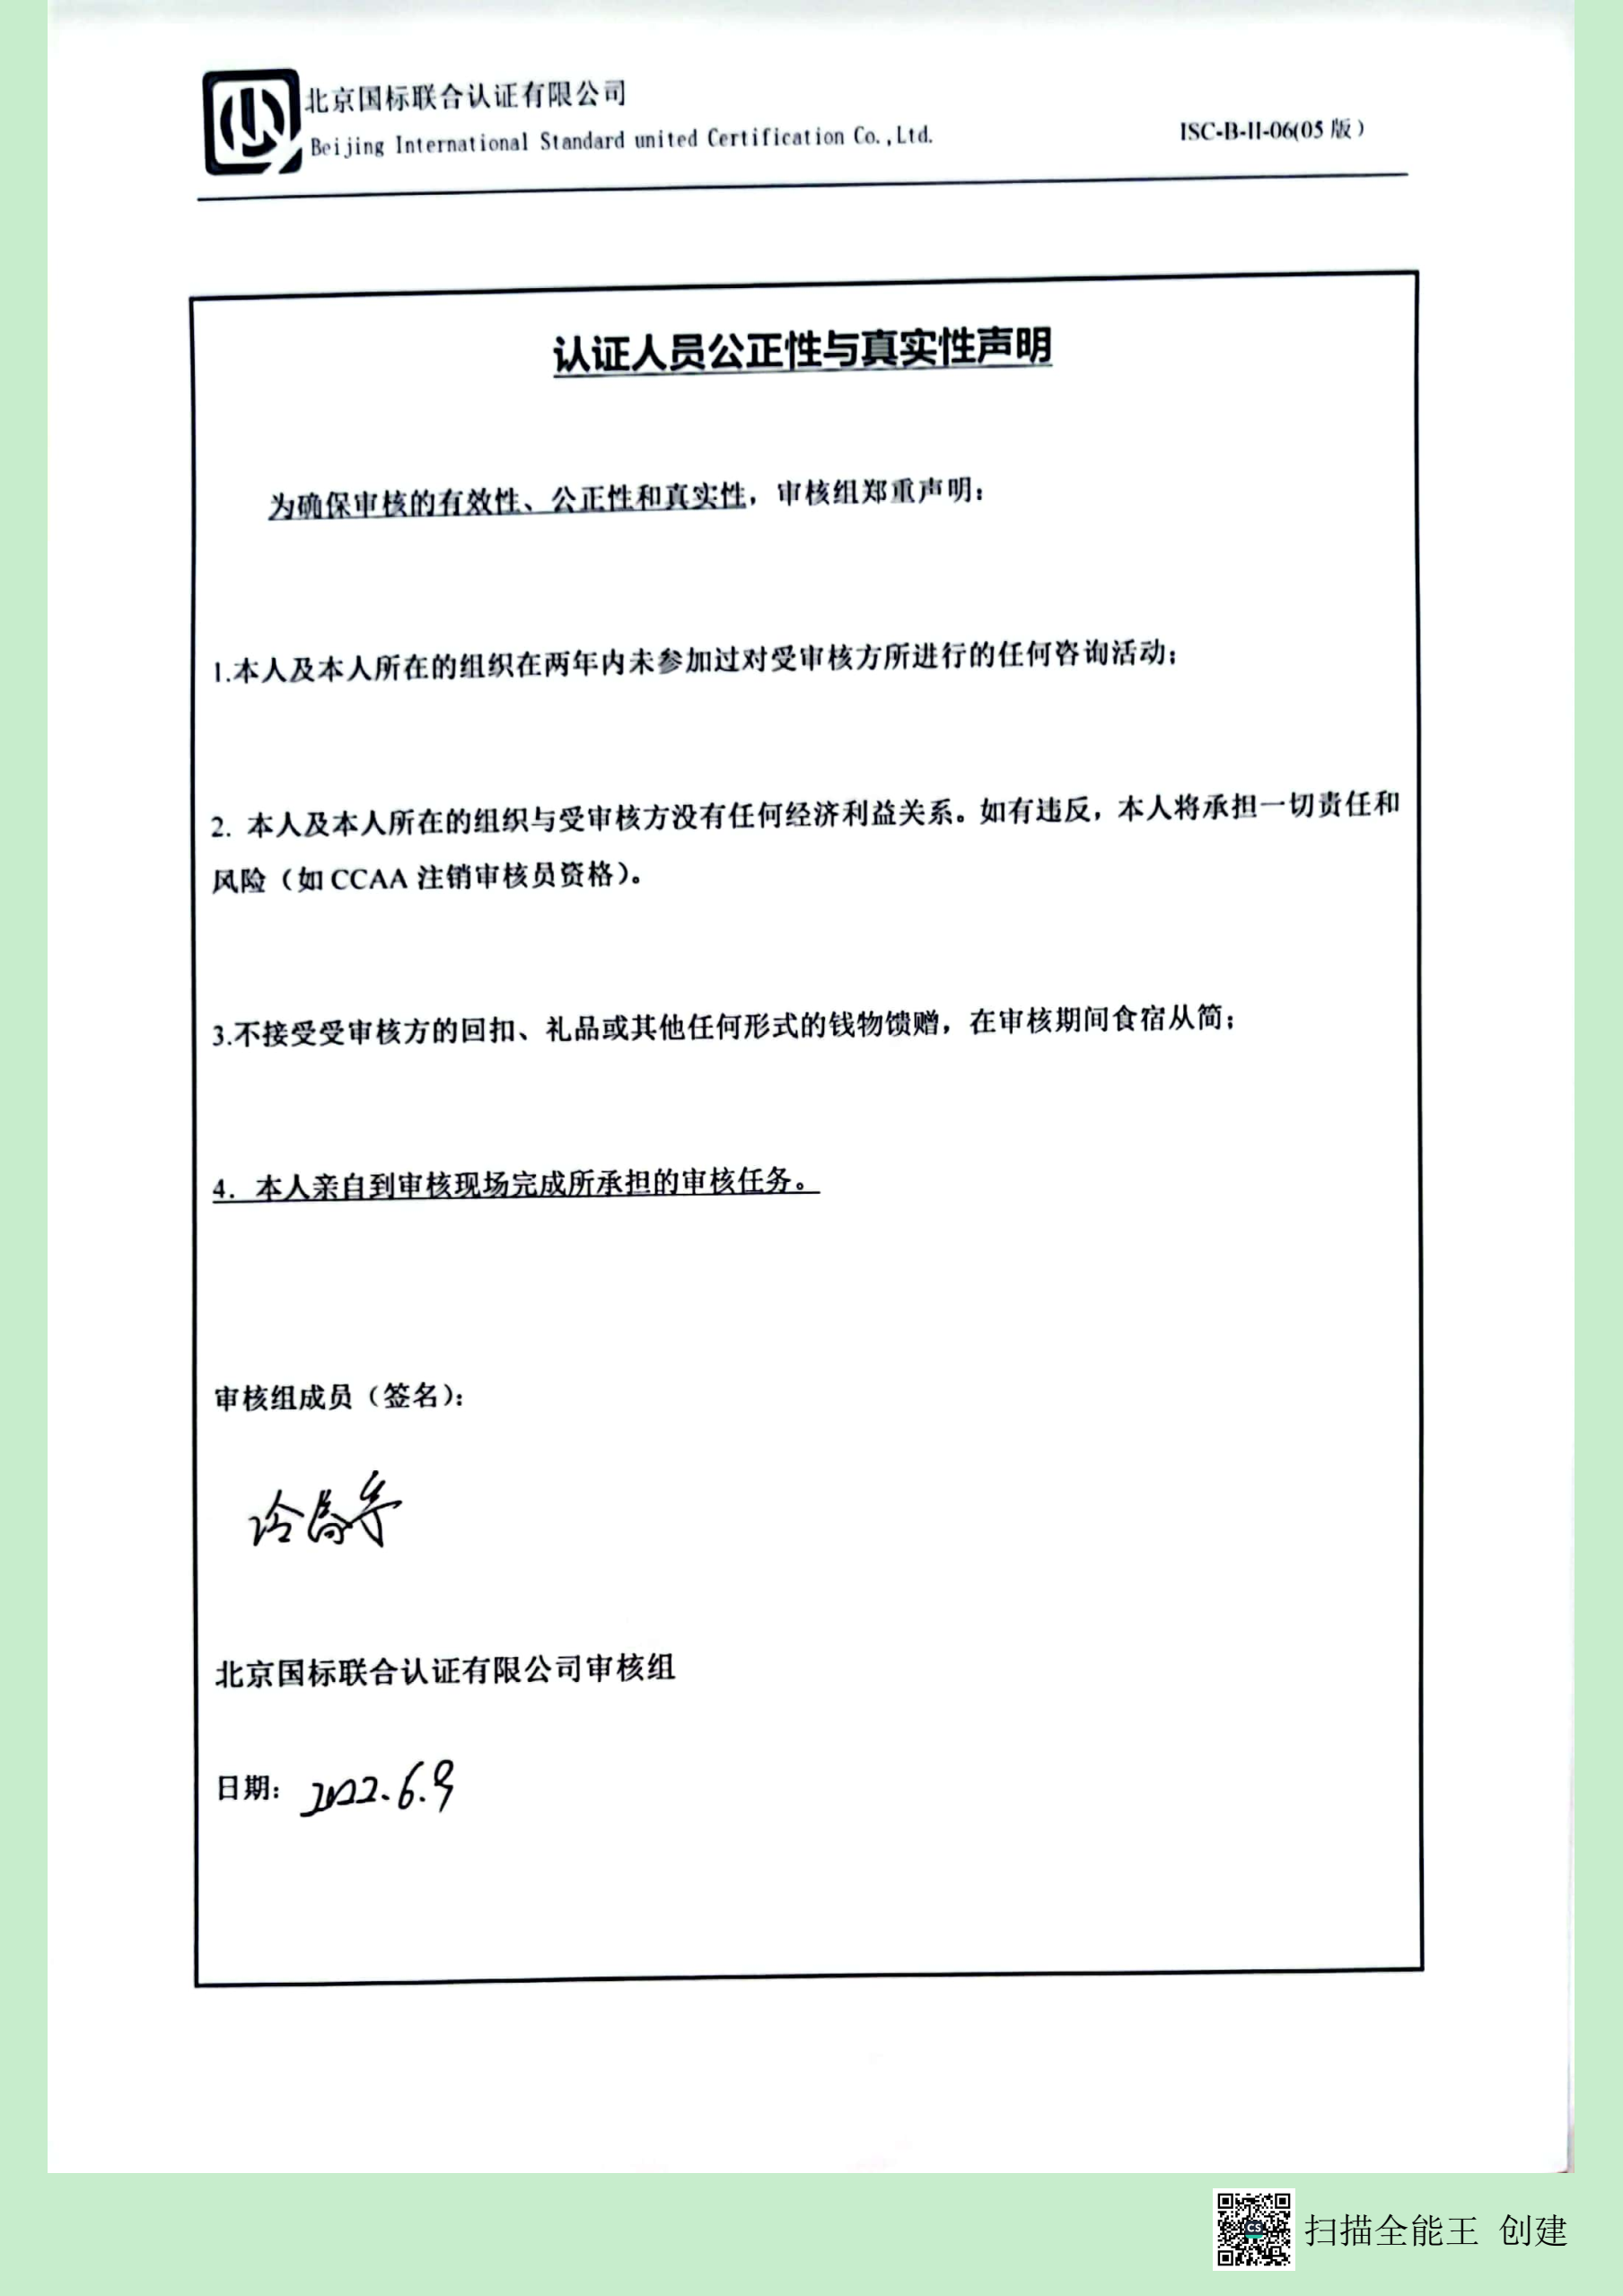 北京国标联合认证有限公司
Beijing International Standard united Certification Co.,Ltd.
ISC-B-II-06(05 版)
认证人员公正性与真实性声明
为确保审核的有效性、公正性和真实性，审核组郑重声明：
1.本人及本人所在的组织在两年内未参加过对受审核方所进行的任何咨询活动；
2. 本人及本人所在的组织与受审核方没有任何经济利益关系。如有违反，本人将承担一切责任和
风险（如 CCAA 注销审核员资格）。
3.不接受受审核方的回扣、礼品或其他任何形式的钱物馈赠，在审核期间食宿从简；
4. 本人亲自到审核现场完成所承担的审核任务。
审核组成员（签名）：
北京国标联合认证有限公司审核组
日期： 2022.6.9
CS
扫描全能王 创建